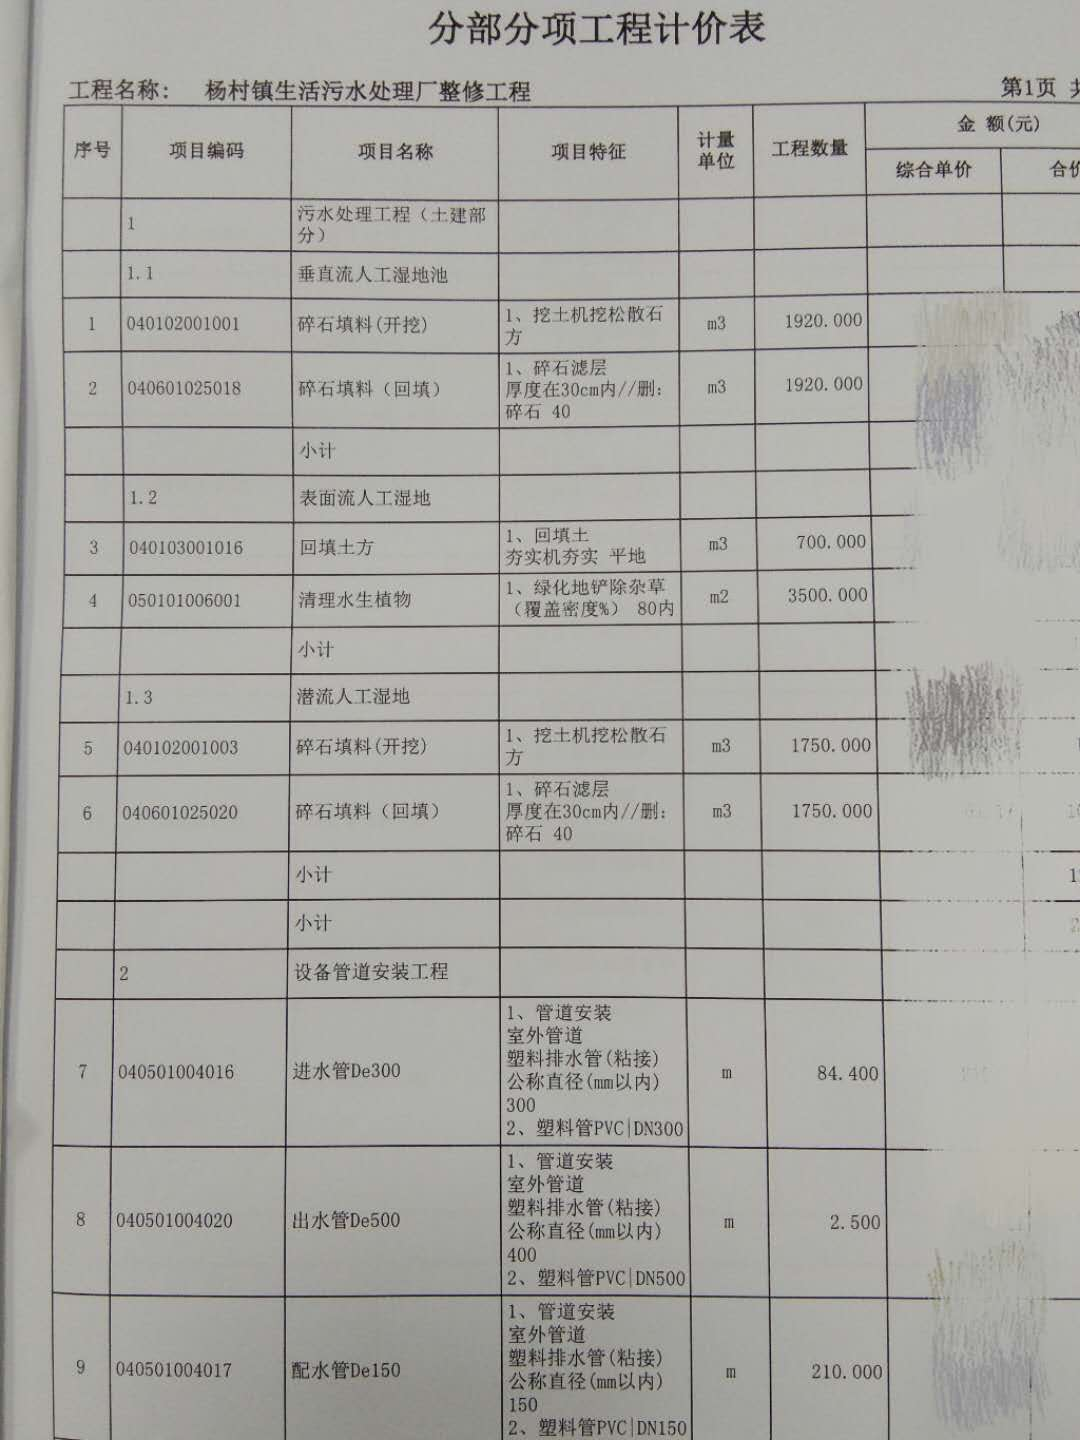 分部分项工程计价表
工程名称： 杨村镇生活污水处理厂整修工程 第1页
序号 项目编码 项目名称 项目特征 计量单位 工程数量 金 额(元)
综合单价 合价
1 污水处理工程（土建部
分）
1.1 垂直流人工湿地池
1 040102001001 碎石填料(开挖) 1、挖土机挖松散石 m3 1920.000
方
2 040601025018 碎石填料（回填） 1、碎石滤层 m3 1920.000
厚度在30cm内//删：
碎石 40
小计
1.2 表面流人工湿地
3 040103001016 回填土方 1、回填土 m3 700.000
夯实机夯实 平地
4 050101006001 清理水生植物 1、绿化地铲除杂草 m2 3500.000
（覆盖密度%） 80内
小计
1.3 潜流人工湿地
5 040102001003 碎石填料(开挖) 1、挖土机挖松散石 m3 1750.000
方
6 040601025020 碎石填料（回填） 1、碎石滤层 m3 1750.000
厚度在30cm内//删：
碎石 40
小计
小计
2 设备管道安装工程
7 040501004016 进水管De300 1、管道安装 m 84.400
室外管道
塑料排水管(粘接)
公称直径(mm以内)
300
2、塑料管PVC|DN300
8 040501004020 出水管De500 1、管道安装 m 2.500
室外管道
塑料排水管(粘接)
公称直径(mm以内)
400
2、塑料管PVC|DN500
9 040501004017 配水管De150 1、管道安装 m 210.000
室外管道
塑料排水管(粘接)
公称直径(mm以内)
150
2、塑料管PVC|DN150